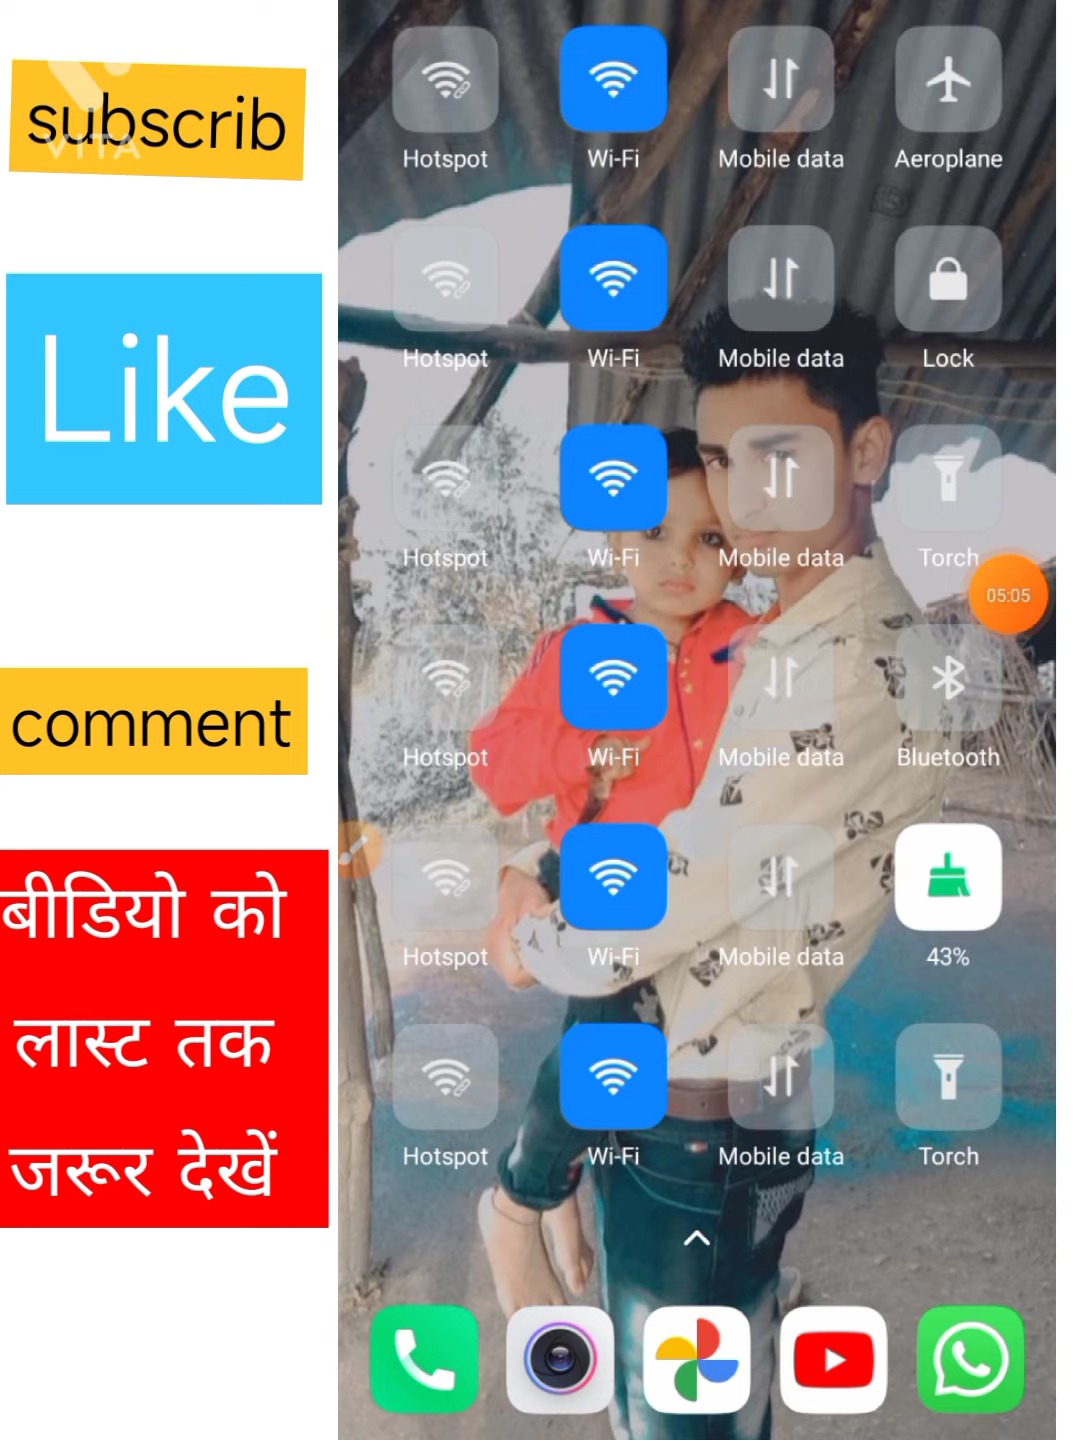 subscrib
VITA
Like
comment
बीडियो को
लास्ट तक
जरूर देखें
Hotspot Wi-Fi Mobile data Aeroplane
Hotspot Wi-Fi Mobile data Lock
Hotspot Wi-Fi Mobile data Torch
05:05
Hotspot Wi-Fi Mobile data Bluetooth
Hotspot Wi-Fi Mobile data 43%
Hotspot Wi-Fi Mobile data Torch